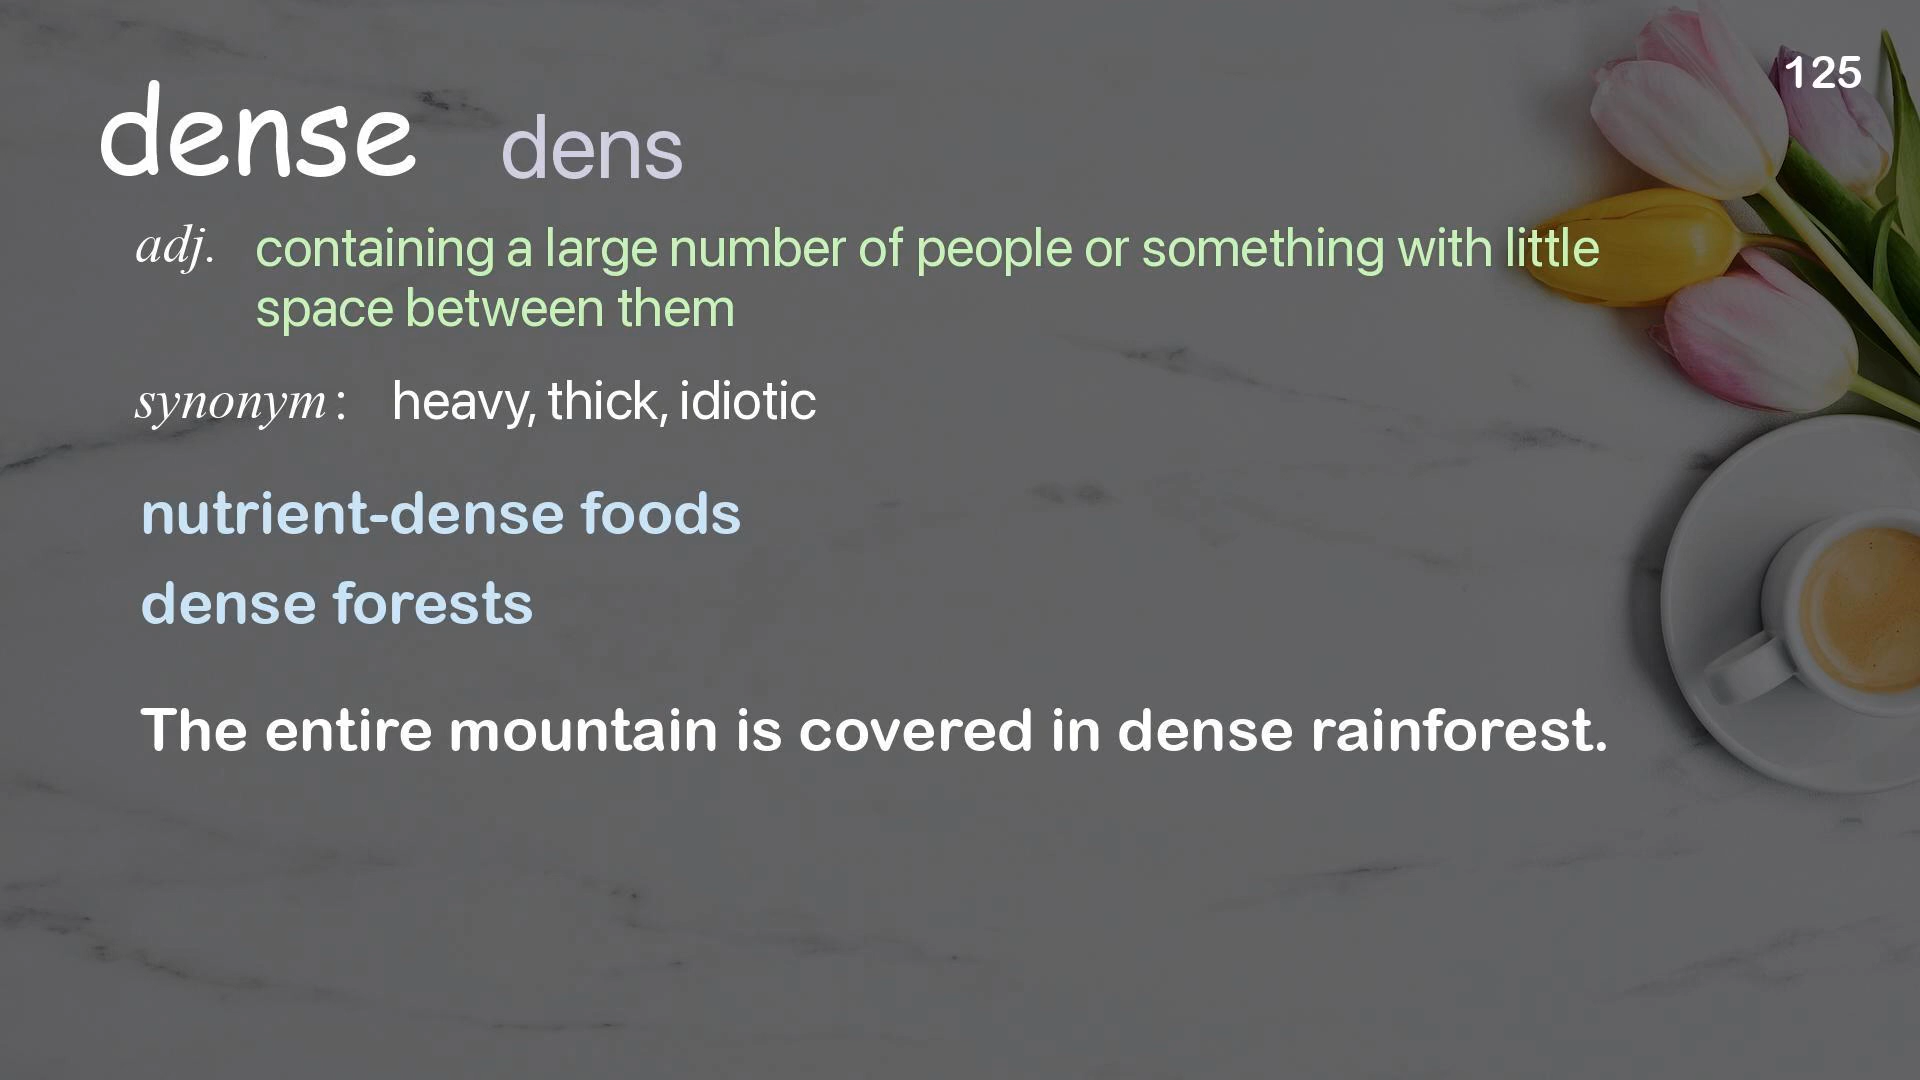 125
dense dens
adj. containing a large number of people or something with little
space between them
synonym: heavy, thick, idiotic
nutrient-dense foods
dense forests
The entire mountain is covered in dense rainforest.